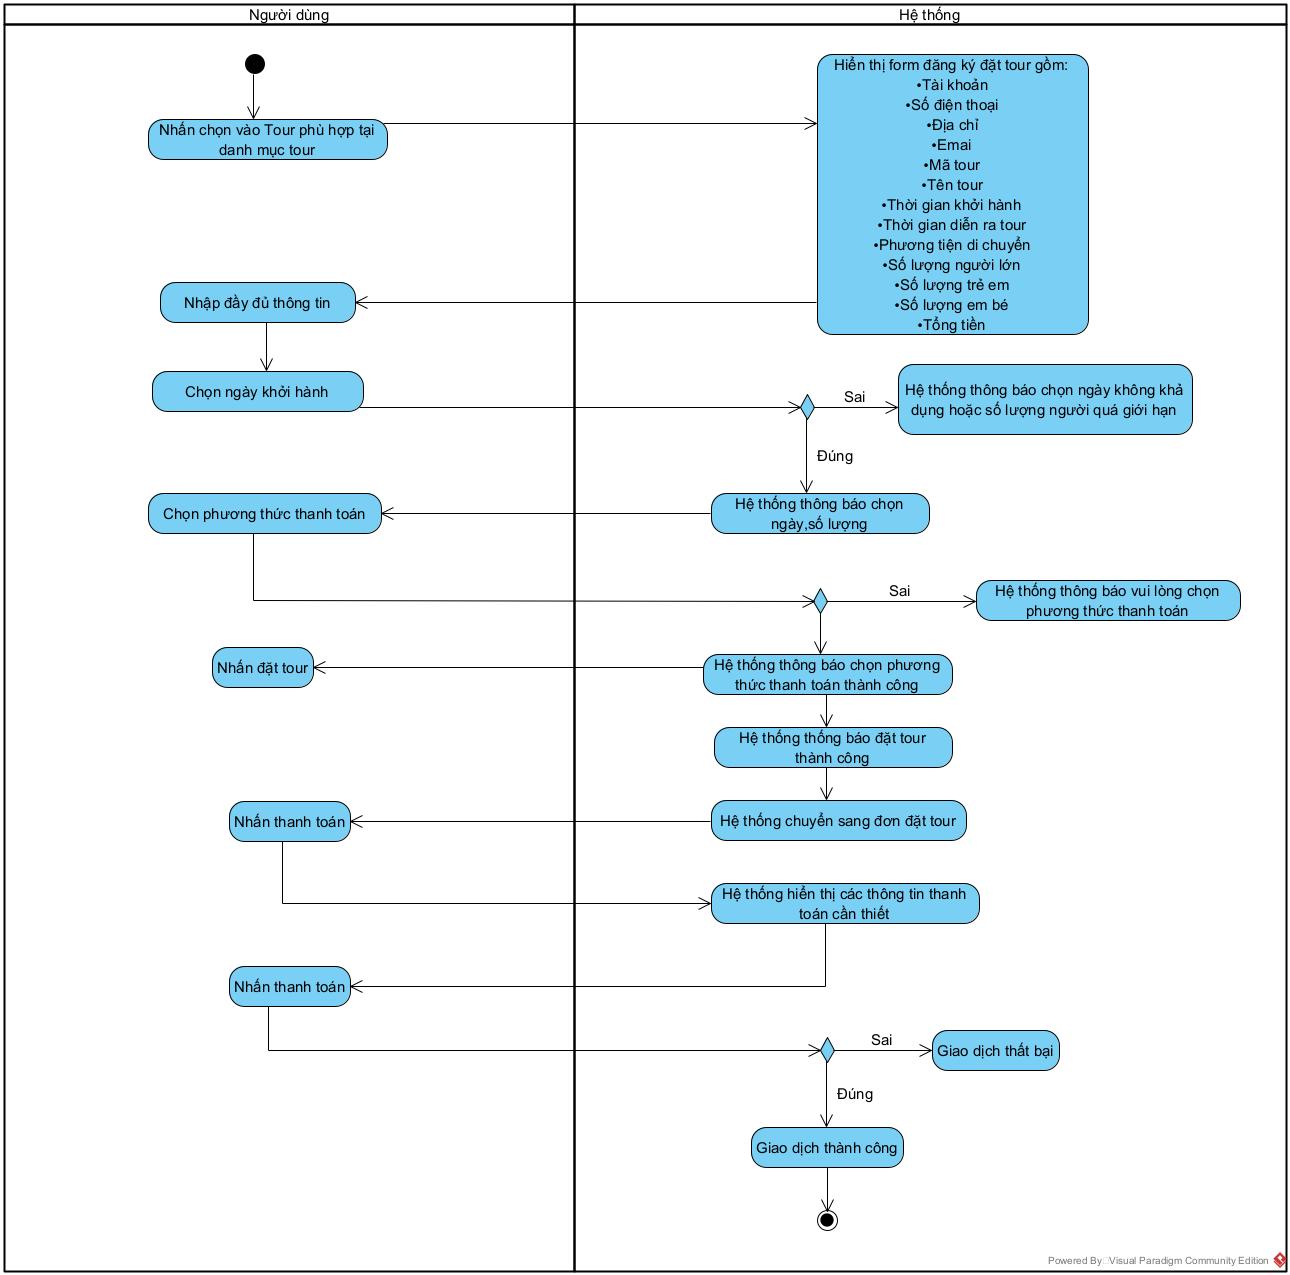 Người dùng
Hệ thống
Nhấn chọn vào Tour phù hợp tại
danh mục tour
Hiển thị form đăng ký đặt tour gồm:
•Tài khoản
•Số điện thoại
•Địa chỉ
•Emai
•Mã tour
•Tên tour
•Thời gian khởi hành
•Thời gian diễn ra tour
•Phương tiện di chuyển
•Số lượng người lớn
•Số lượng trẻ em
•Số lượng em bé
•Tổng tiền
Nhập đầy đủ thông tin
Chọn ngày khởi hành
Sai
Hệ thống thông báo chọn ngày không khả
dụng hoặc số lượng người quá giới hạn
Đúng
Hệ thống thông báo chọn
ngày,số lượng
Chọn phương thức thanh toán
Sai
Hệ thống thông báo vui lòng chọn
phương thức thanh toán
Hệ thống thông báo chọn phương
thức thanh toán thành công
Nhấn đặt tour
Hệ thống thống báo đặt tour
thành công
Hệ thống chuyển sang đơn đặt tour
Nhấn thanh toán
Hệ thống hiển thị các thông tin thanh
toán cần thiết
Nhấn thanh toán
Sai
Giao dịch thất bại
Đúng
Giao dịch thành công
Powered By Visual Paradigm Community Edition